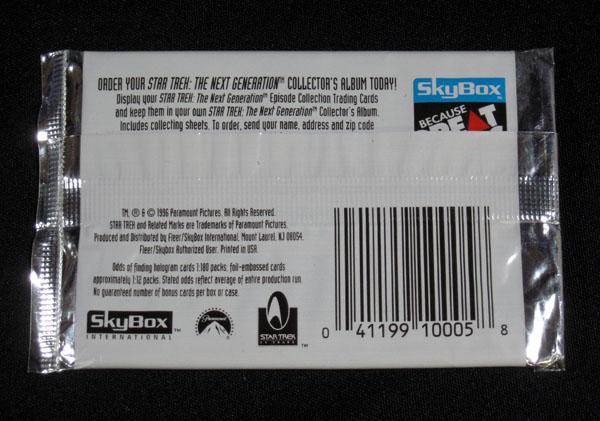 ORDER YOUR STAR TREK: THE NEXT GENERATION™ COLLECTOR'S ALBUM TODAY!
Display your STAR TREK: The Next Generation™ Episode Collection Trading Cards
and keep them in your own STAR TREK: The Next Generation™ Collector's Album.
Includes collecting sheets. To order, send your name, address and zip code
SkyBox™
BECAUSE
TM, ® & © 1996 Paramount Pictures. All Rights Reserved.
STAR TREK and Related Marks are Trademarks of Paramount Pictures.
Produced and Distributed by Fleer/SkyBox International, Mount Laurel, NJ 08054.
Fleer/SkyBox Authorized User. Printed in USA.
Odds of finding hologram cards 1:180 packs, foil-embossed cards
approximately 1:12 packs. Stated odds reflect average of entire production run.
No guaranteed number of bonus cards per box or case.
SkyBox™
INTERNATIONAL
Paramount
STAR TREK™
30 YEARS
0 41199 10005 8